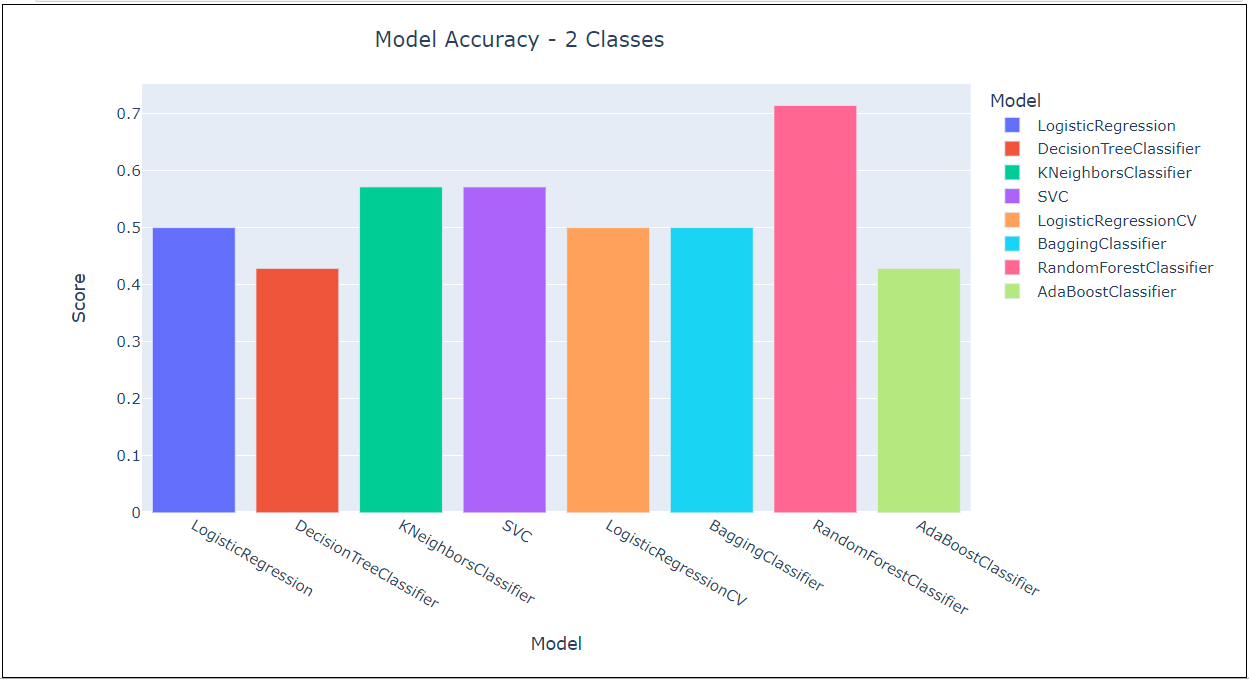 Model Accuracy - 2 Classes
Score
0.7
0.6
0.5
0.4
0.3
0.2
0.1
0
LogisticRegression
DecisionTreeClassifier
KNeighborsClassifier
SVC
LogisticRegressionCV
BaggingClassifier
RandomForestClassifier
AdaBoostClassifier
Model
Model
LogisticRegression
DecisionTreeClassifier
KNeighborsClassifier
SVC
LogisticRegressionCV
BaggingClassifier
RandomForestClassifier
AdaBoostClassifier